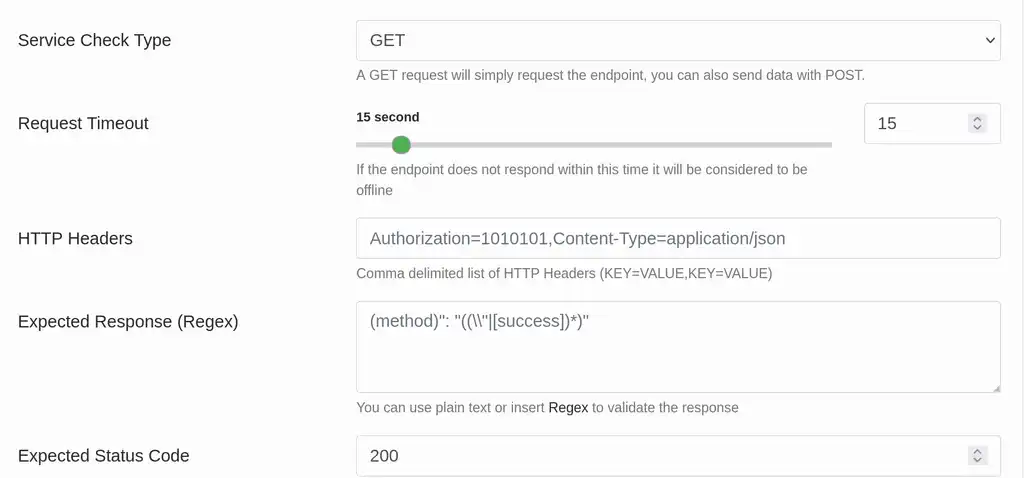 Service Check Type
GET
A GET request will simply request the endpoint, you can also send data with POST.
Request Timeout
15 second
15
If the endpoint does not respond within this time it will be considered to be
offline
HTTP Headers
Authorization=1010101,Content-Type=application/json
Comma delimited list of HTTP Headers (KEY=VALUE,KEY=VALUE)
Expected Response (Regex)
(method)": "((\\"|[success])*)"
You can use plain text or insert Regex to validate the response
Expected Status Code
200